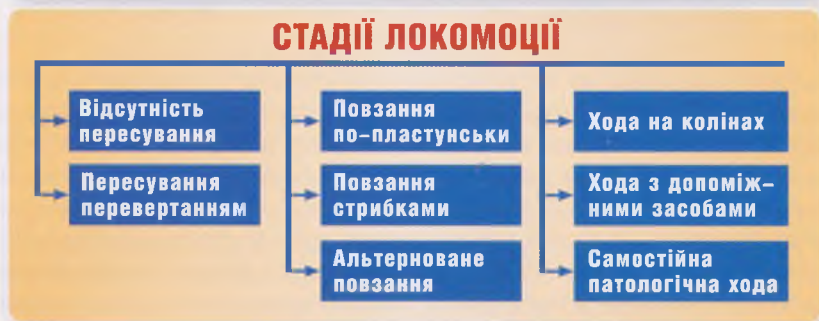 СТАДІЇ ЛОКОМОЦІЇ
Відсутність
пересування
Пересування
перевертанням
Повзання
по-пластунськи
Повзання
стрибками
Альтерноване
повзання
Хода на колінах
Хода з допоміж-
ними засобами
Самостійна
патологічна хода